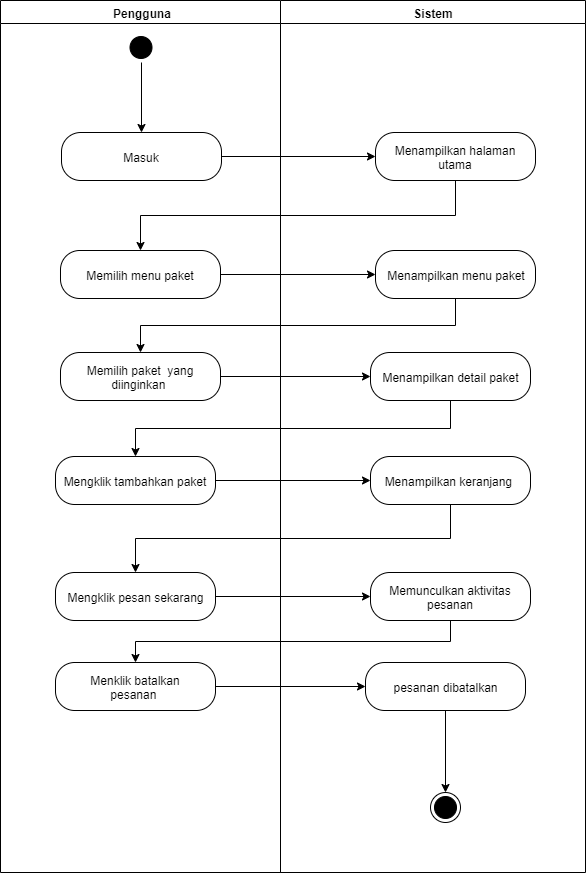 Pengguna
Sistem
Masuk
Menampilkan halaman
utama
Memilih menu paket
Menampilkan menu paket
Memilih paket  yang
diinginkan
Menampilkan detail paket
Mengklik tambahkan paket
Menampilkan keranjang
Mengklik pesan sekarang
Memunculkan aktivitas
pesanan
Menklik batalkan
pesanan
pesanan dibatalkan